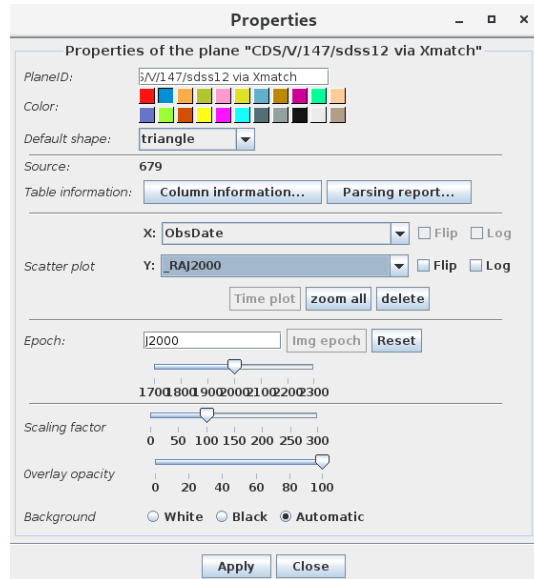 Properties
Properties of the plane "CDS/V/147/sdss12 via Xmatch"
PlaneID: S/V/147/sdss12 via Xmatch
Color:
Default shape: triangle
Source: 679
Table information: Column information... Parsing report...
X: ObsDate Flip Log
Scatter plot Y: _RAJ2000 Flip Log
Time plot zoom all delete
Epoch: J2000 Img epoch Reset
1700 1800 1900 2000 2100 2200 2300
Scaling factor
0 50 100 150 200 250 300
Overlay opacity
0 20 40 60 80 100
Background White Black Automatic
Apply Close